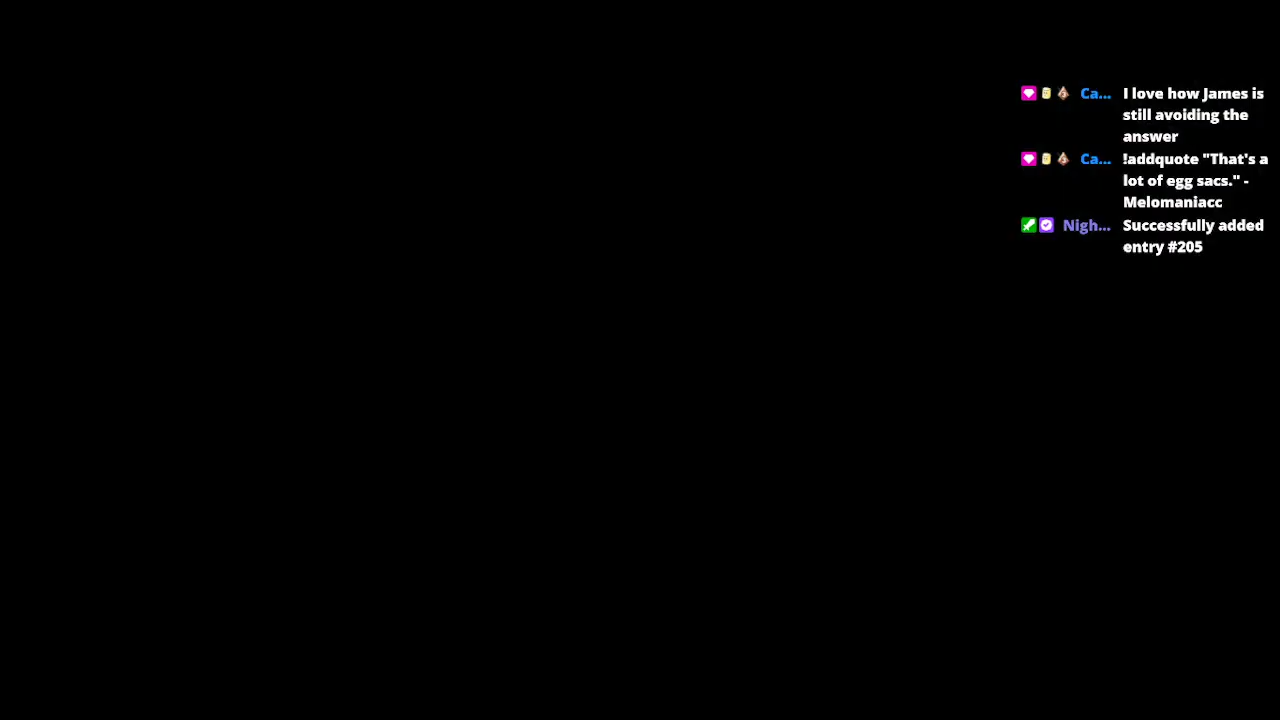 Ca... I love how James is
still avoiding the
answer
Ca... !addquote "That's a
lot of egg sacs." -
Melomaniacc
Nigh... Successfully added
entry #205